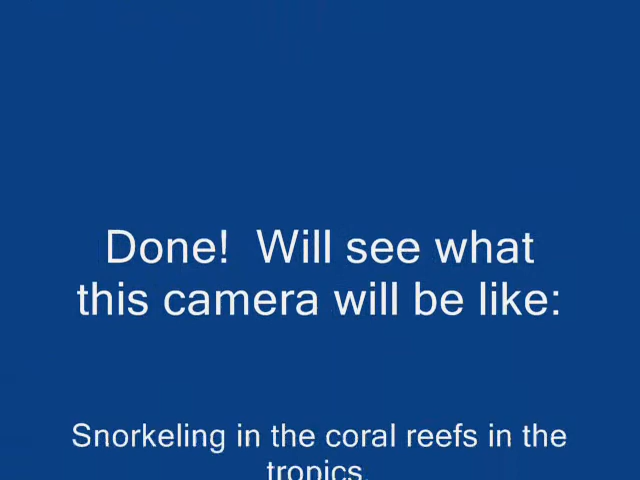 Done!  Will see what
this camera will be like:
Snorkeling in the coral reefs in the
tropics.